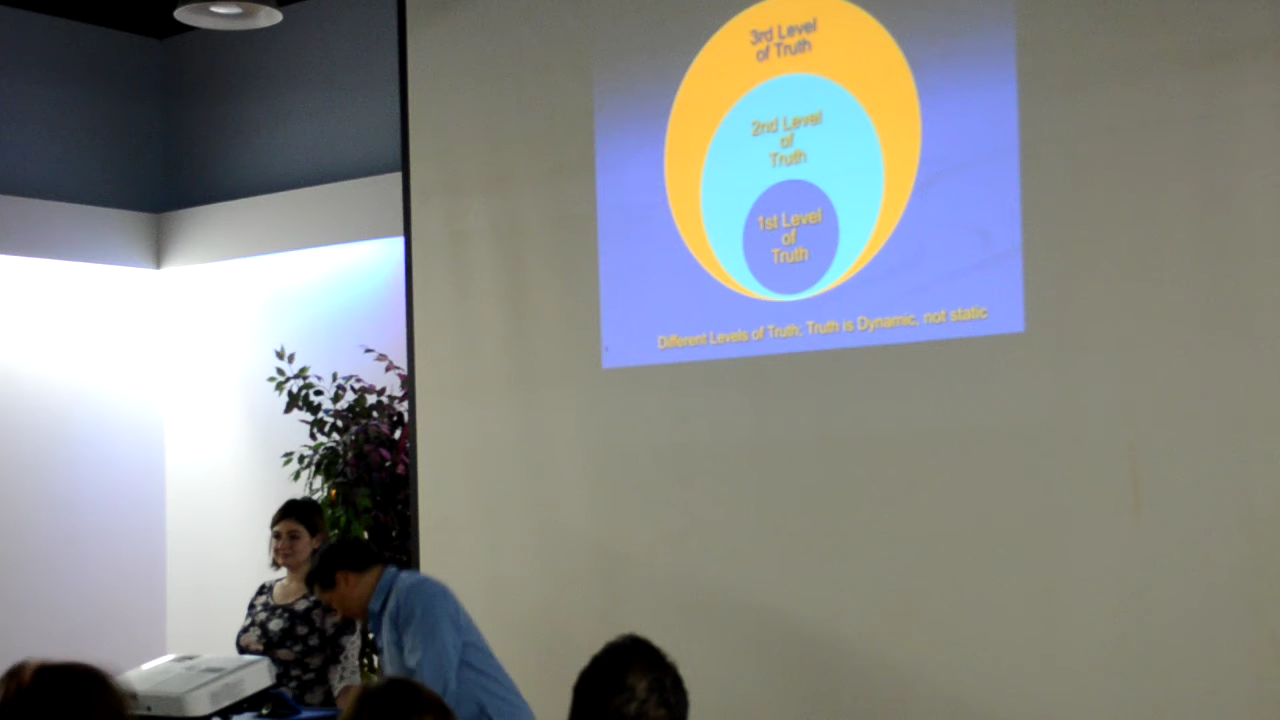 3rd Level
of Truth
2nd Level
of
Truth
1st Level
of
Truth
Different Levels of Truth; Truth is Dynamic, not static